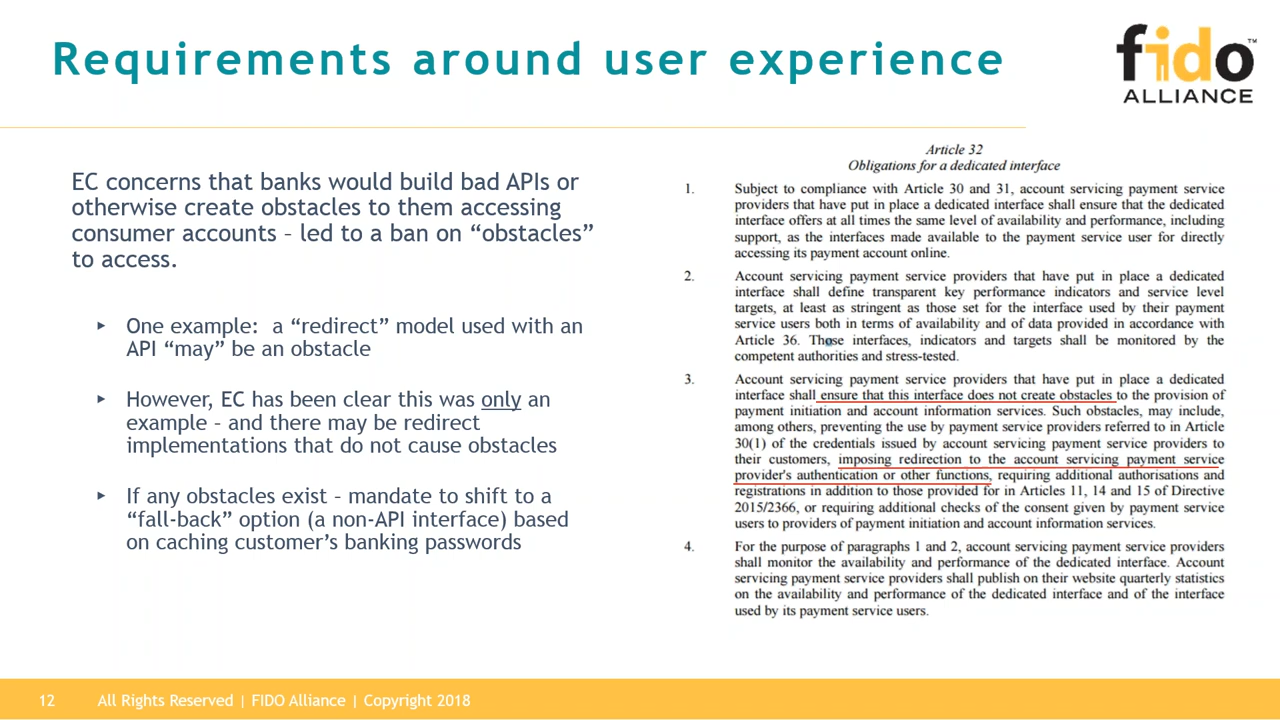 Requirements around user experience
fido™
ALLIANCE
EC concerns that banks would build bad APIs or
otherwise create obstacles to them accessing
consumer accounts – led to a ban on “obstacles”
to access.
‣ One example: a “redirect” model used with an
API “may” be an obstacle
‣ However, EC has been clear this was only an
example – and there may be redirect
implementations that do not cause obstacles
‣ If any obstacles exist – mandate to shift to a
“fall-back” option (a non-API interface) based
on caching customer’s banking passwords
Article 32
Obligations for a dedicated interface
1. Subject to compliance with Article 30 and 31, account servicing payment service
providers that have put in place a dedicated interface shall ensure that the dedicated
interface offers at all times the same level of availability and performance, including
support, as the interfaces made available to the payment service user for directly
accessing its payment account online.
2. Account servicing payment service providers that have put in place a dedicated
interface shall define transparent key performance indicators and service level
targets, at least as stringent as those set for the interface used by their payment
service users both in terms of availability and of data provided in accordance with
Article 36. Those interfaces, indicators and targets shall be monitored by the
competent authorities and stress-tested.
3. Account servicing payment service providers that have put in place a dedicated
interface shall ensure that this interface does not create obstacles to the provision of
payment initiation and account information services. Such obstacles, may include,
among others, preventing the use by payment service providers referred to in Article
30(1) of the credentials issued by account servicing payment service providers to
their customers, imposing redirection to the account servicing payment service
provider's authentication or other functions, requiring additional authorisations and
registrations in addition to those provided for in Articles 11, 14 and 15 of Directive
2015/2366, or requiring additional checks of the consent given by payment service
users to providers of payment initiation and account information services.
4. For the purpose of paragraphs 1 and 2, account servicing payment service providers
shall monitor the availability and performance of the dedicated interface. Account
servicing payment service providers shall publish on their website quarterly statistics
on the availability and performance of the dedicated interface and of the interface
used by its payment service users.
12 All Rights Reserved | FIDO Alliance | Copyright 2018